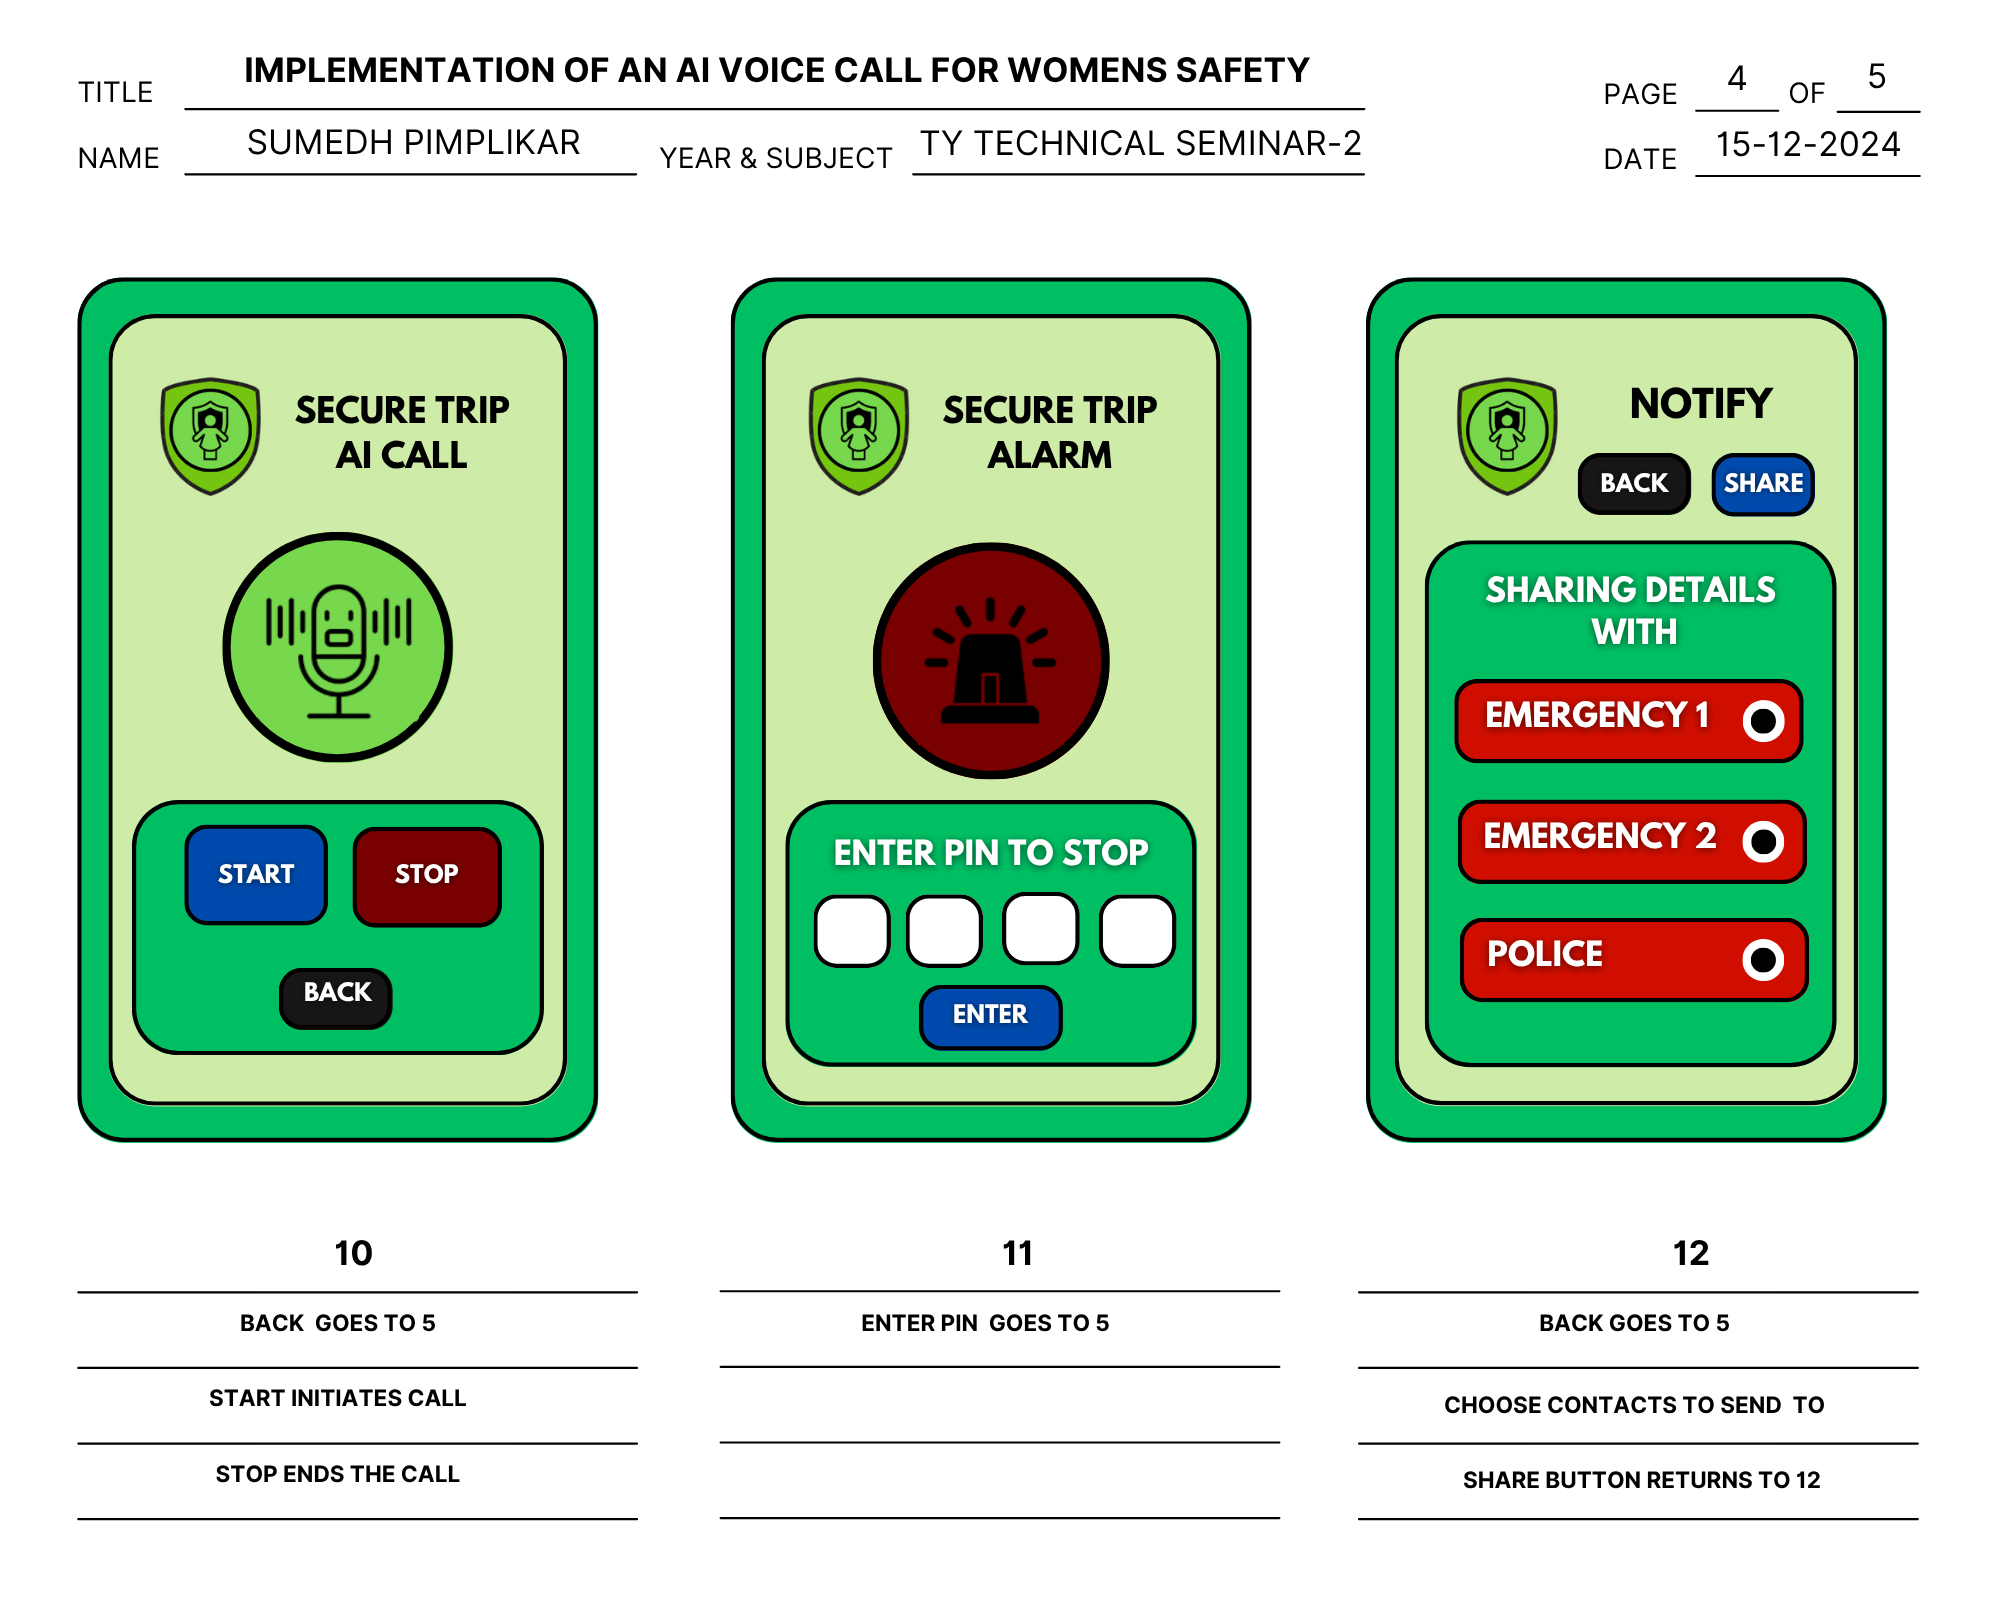 TITLE IMPLEMENTATION OF AN AI VOICE CALL FOR WOMENS SAFETY PAGE 4 OF 5
NAME SUMEDH PIMPLIKAR YEAR & SUBJECT TY TECHNICAL SEMINAR-2 DATE 15-12-2024
SECURE TRIP
AI CALL
START STOP
BACK
SECURE TRIP
ALARM
ENTER PIN TO STOP
ENTER
NOTIFY
BACK SHARE
SHARING DETAILS
WITH
EMERGENCY 1
EMERGENCY 2
POLICE
10
BACK GOES TO 5
START INITIATES CALL
STOP ENDS THE CALL
11
ENTER PIN GOES TO 5
12
BACK GOES TO 5
CHOOSE CONTACTS TO SEND TO
SHARE BUTTON RETURNS TO 12